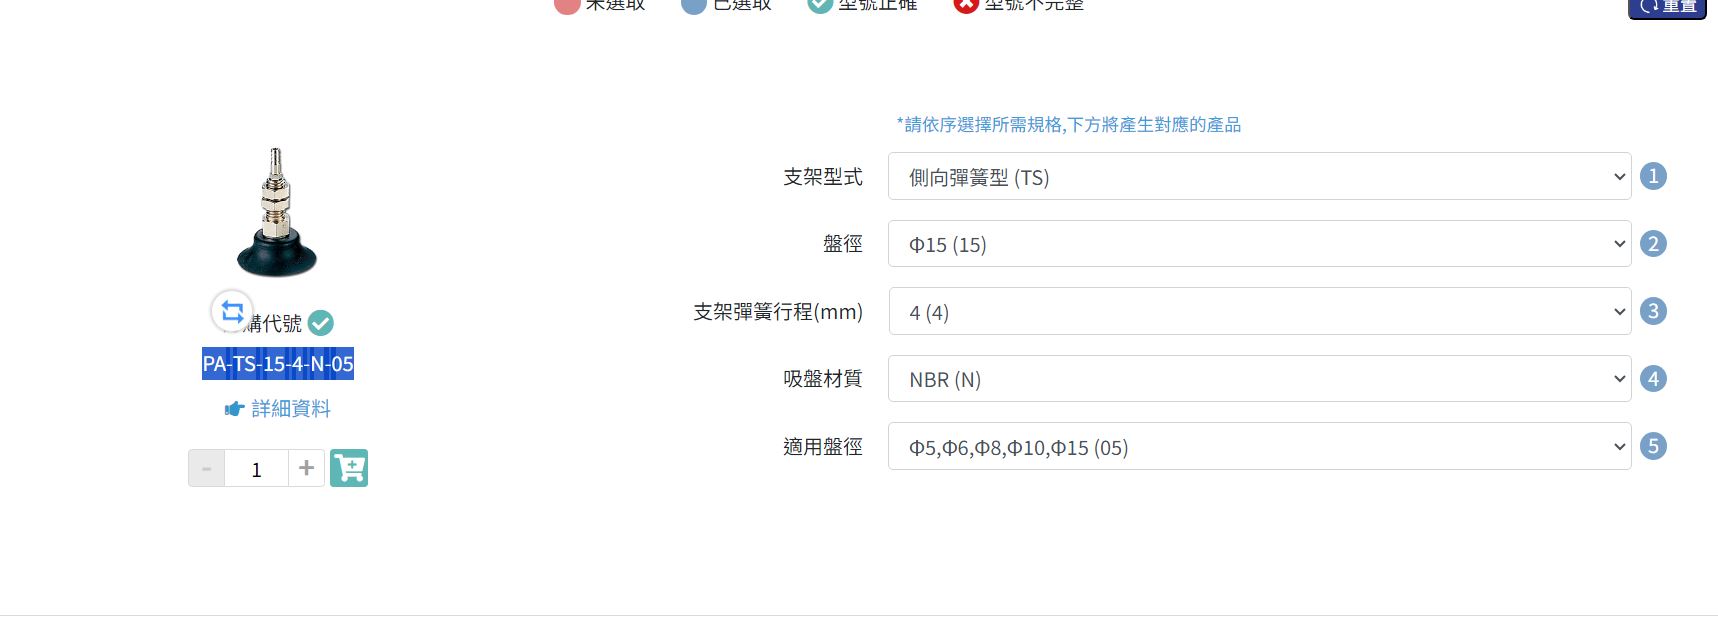 未選取
已選取
型號正確
型號不完整
重置
*請依序選擇所需規格,下方將產生對應的產品
支架型式
側向彈簧型 (TS)
1
盤徑
Φ15 (15)
2
支架彈簧行程(mm)
4 (4)
3
吸盤材質
NBR (N)
4
適用盤徑
Φ5,Φ6,Φ8,Φ10,Φ15 (05)
5
購代號
PA-TS-15-4-N-05
詳細資料
-
1
+